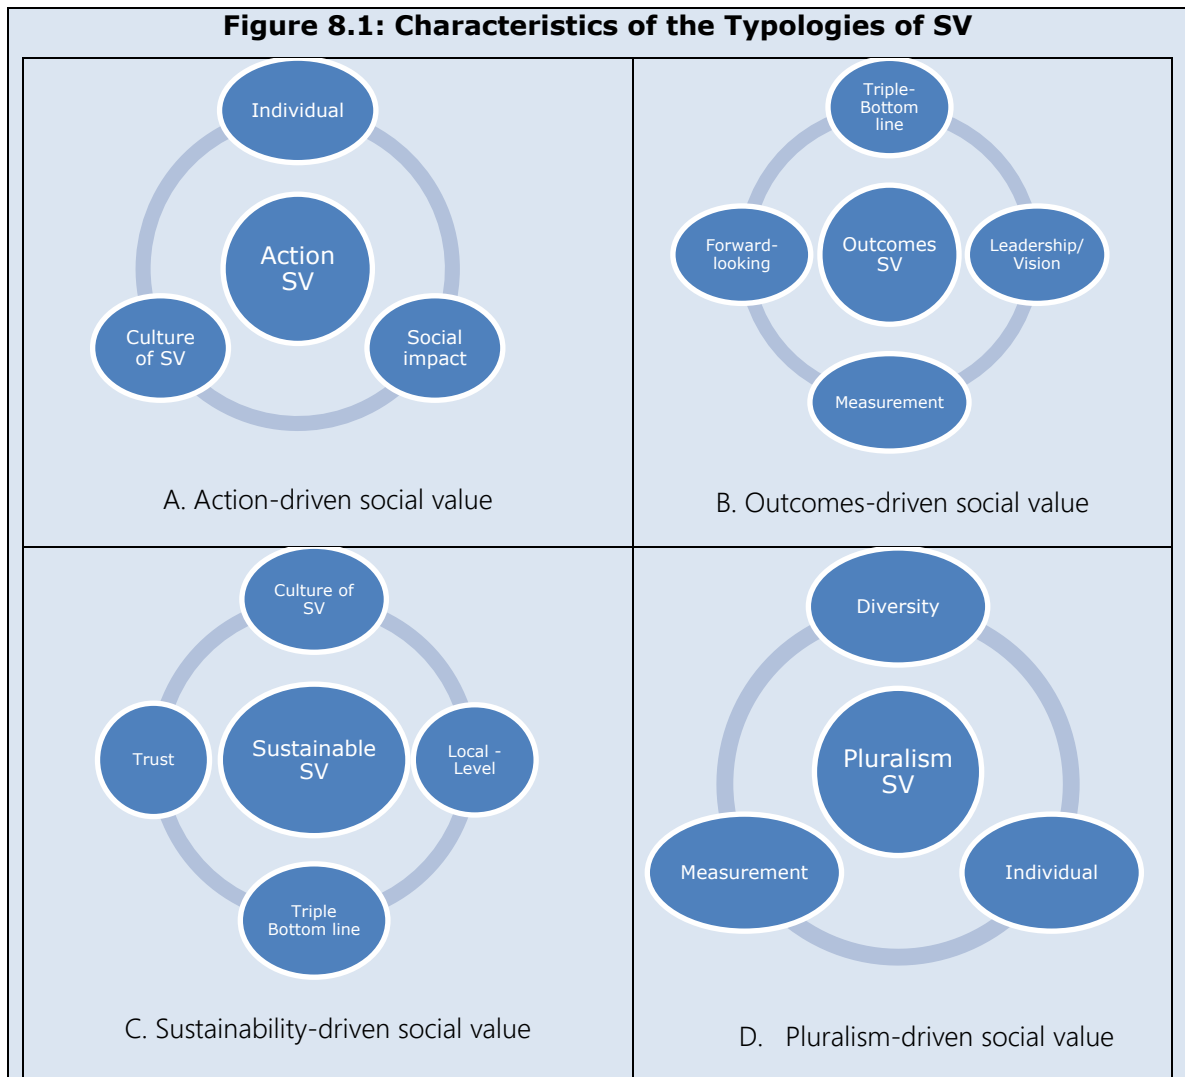 Figure 8.1: Characteristics of the Typologies of SV
Individual
Action
SV
Culture
of SV
Social
impact
A. Action-driven social value
Triple-
Bottom
line
Forward-
looking
Outcomes
SV
Leadership/
Vision
Measurement
B. Outcomes-driven social value
Culture of
SV
Trust
Sustainable
SV
Local -
Level
Triple
Bottom line
C. Sustainability-driven social value
Diversity
Pluralism
SV
Measurement
Individual
D. Pluralism-driven social value